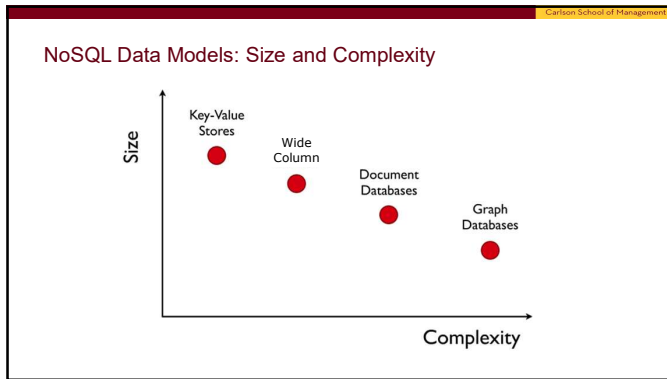 Carlson School of Management
NoSQL Data Models: Size and Complexity
Key-Value
Stores
Wide
Column
Document
Databases
Graph
Databases
Size
Complexity